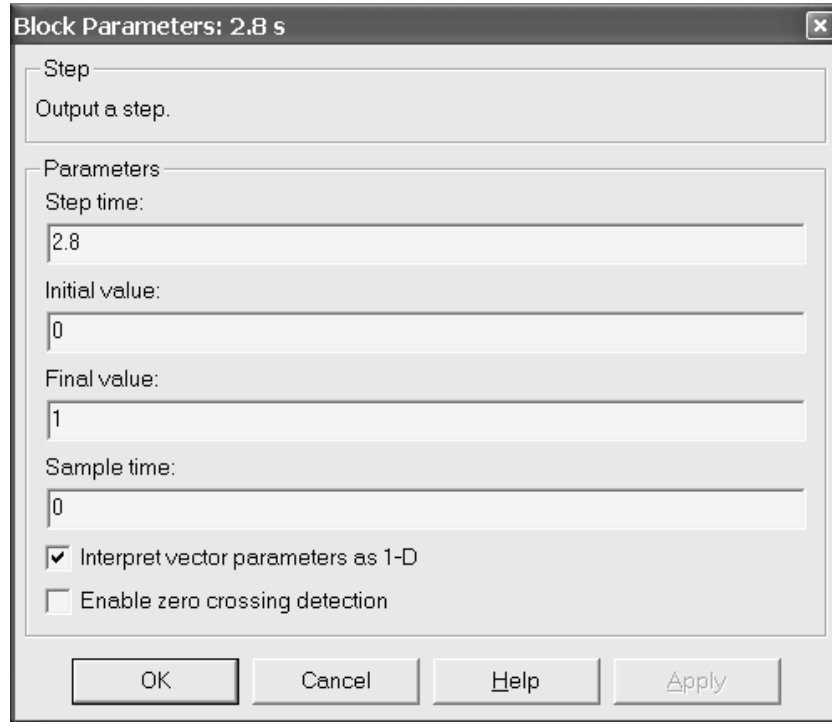 Block Parameters: 2.8 s
Step
Output a step.
Parameters
Step time:
2.8
Initial value:
0
Final value:
1
Sample time:
0
Interpret vector parameters as 1-D
Enable zero crossing detection
OK Cancel Help Apply